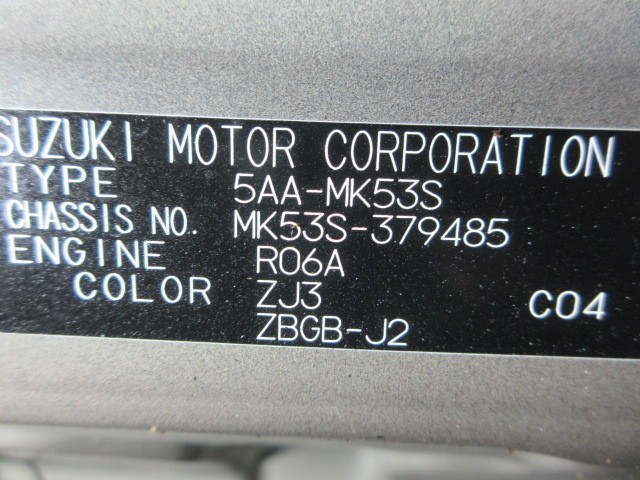 SUZUKI MOTOR CORPORATION
TYPE 5AA-MK53S
CHASSIS NO. MK53S-379485
ENGINE R06A
COLOR ZJ3 C04
ZBGB-J2